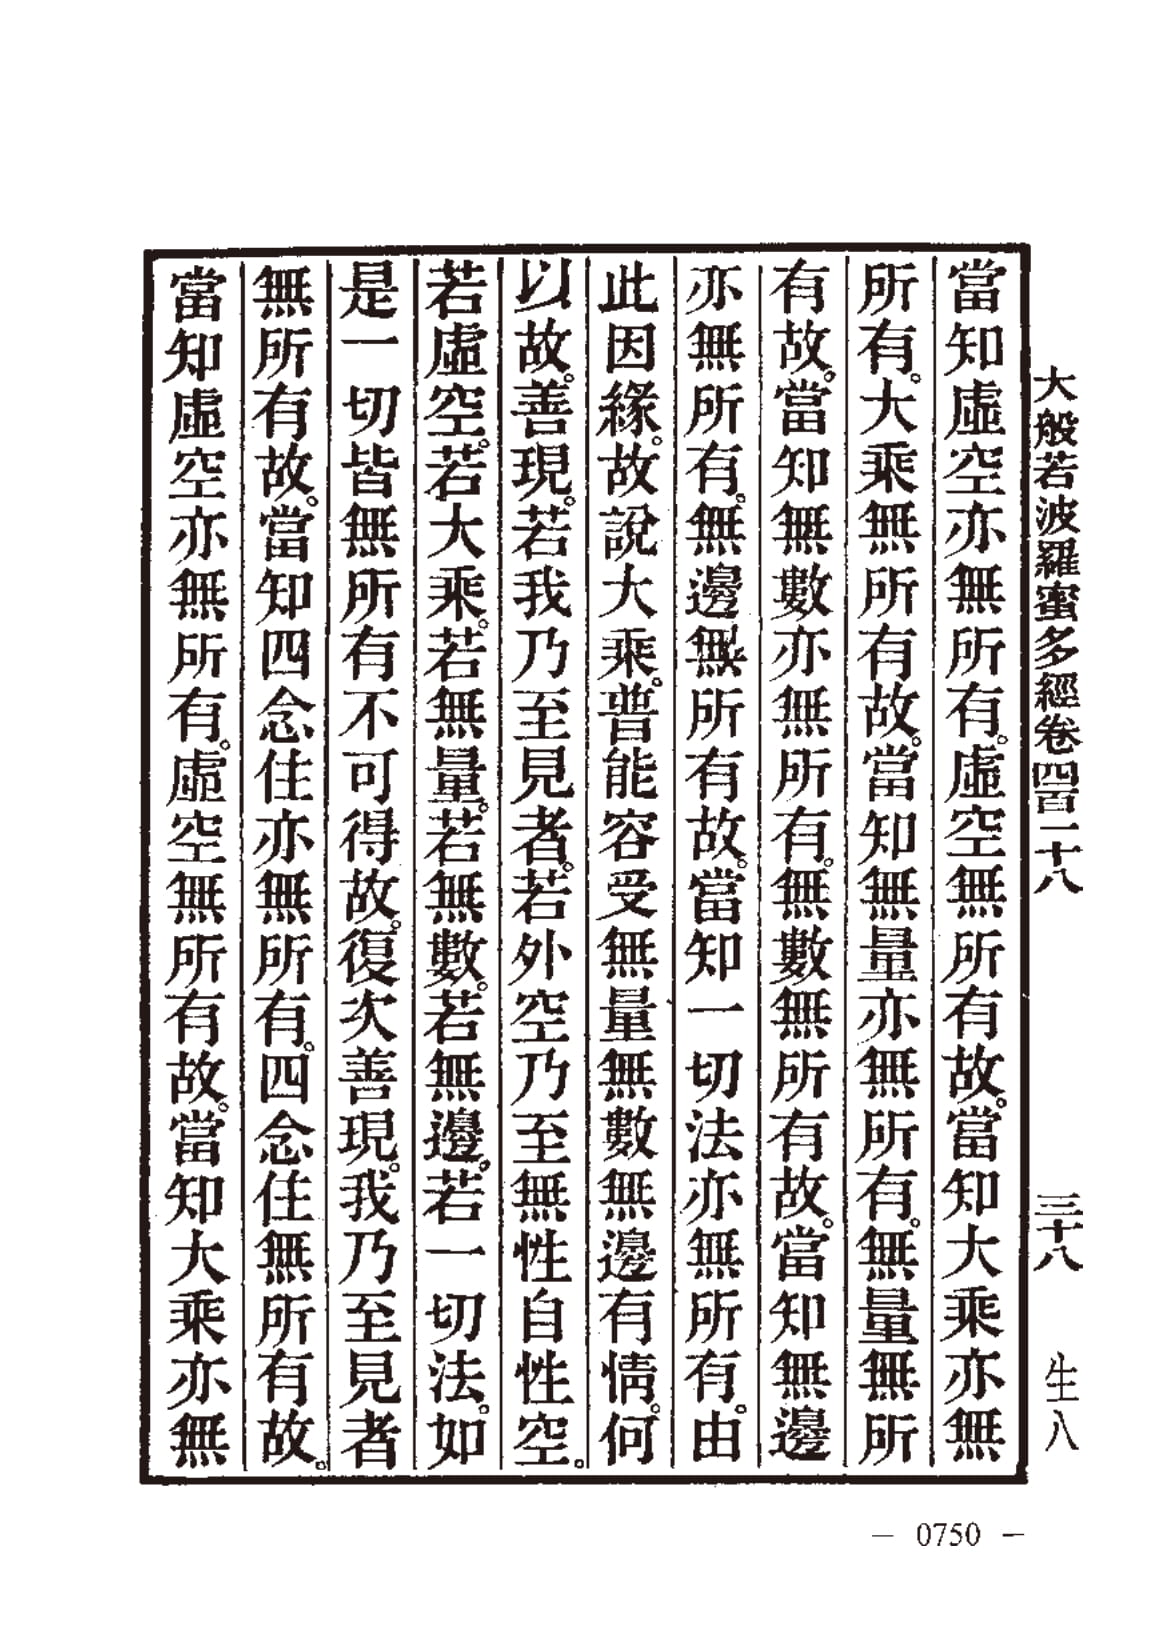 大般若波羅蜜多經卷四百二十八　三十八　生八
當知虛空亦無所有。虛空無所有故。當知大乘亦無
所有。大乘無所有故。當知無量亦無所有。無量無所
有故。當知無數亦無所有。無數無所有故。當知無邊
亦無所有。無邊無所有故。當知一切法亦無所有。由
此因緣。故說大乘。普能容受無量無數無邊有情。何
以故。善現。若我乃至見者。若外空乃至無性自性空。
若虛空。若大乘。若無量。若無數。若無邊。若一切法。如
是一切皆無所有不可得故。復次善現。我乃至見者
無所有故。當知四念住亦無所有。四念住無所有故。
當知虛空亦無所有。虛空無所有故。當知大乘亦無
— 0750 —